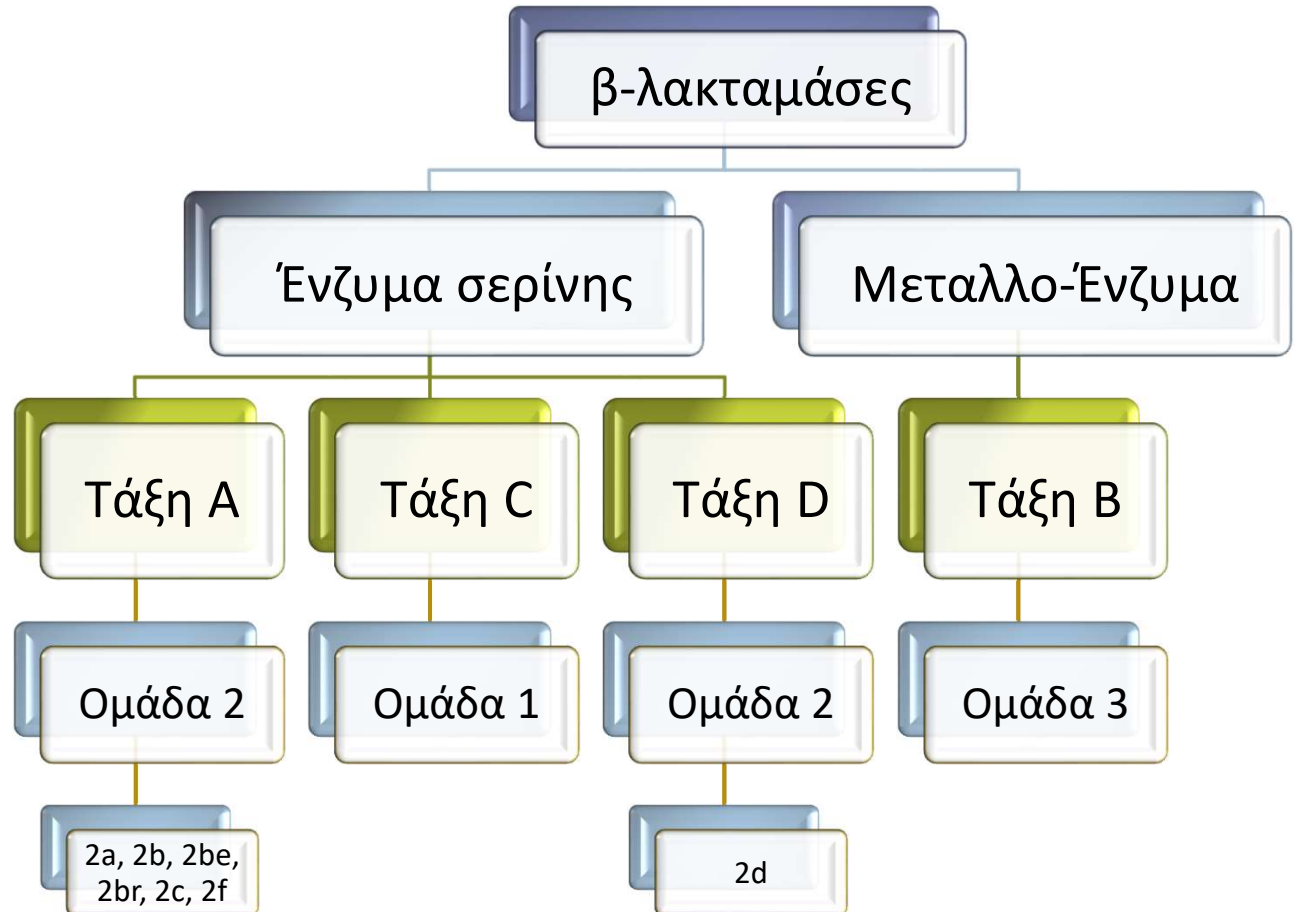 β-λακταμάσες
Ένζυμα σερίνης
Μεταλλο-Ένζυμα
Τάξη A
Τάξη C
Τάξη D
Τάξη B
Ομάδα 2
Ομάδα 1
Ομάδα 2
Ομάδα 3
2a, 2b, 2be,
2br, 2c, 2f
2d